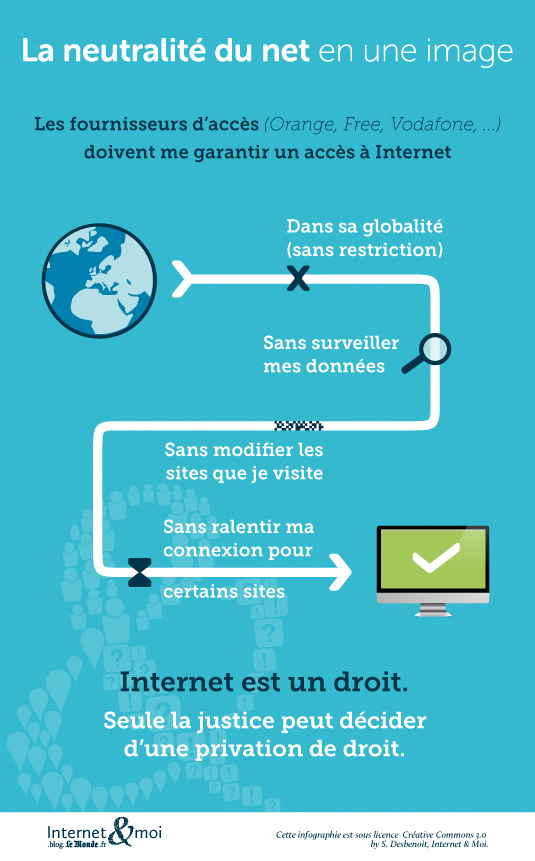 La neutralité du net en une image
Les fournisseurs d'accès (Orange, Free, Vodafone, ...)
doivent me garantir un accès à Internet
Dans sa globalité
(sans restriction)
Sans surveiller
mes données
Sans modifier les
sites que je visite
Sans ralentir ma
connexion pour
certains sites
Internet est un droit.
Seule la justice peut décider
d'une privation de droit.
Internet & moi
.blog. Le Monde .fr
Cette infographie est sous licence Créative Commons 3.0
by S. Desbenoit, Internet & Moi.